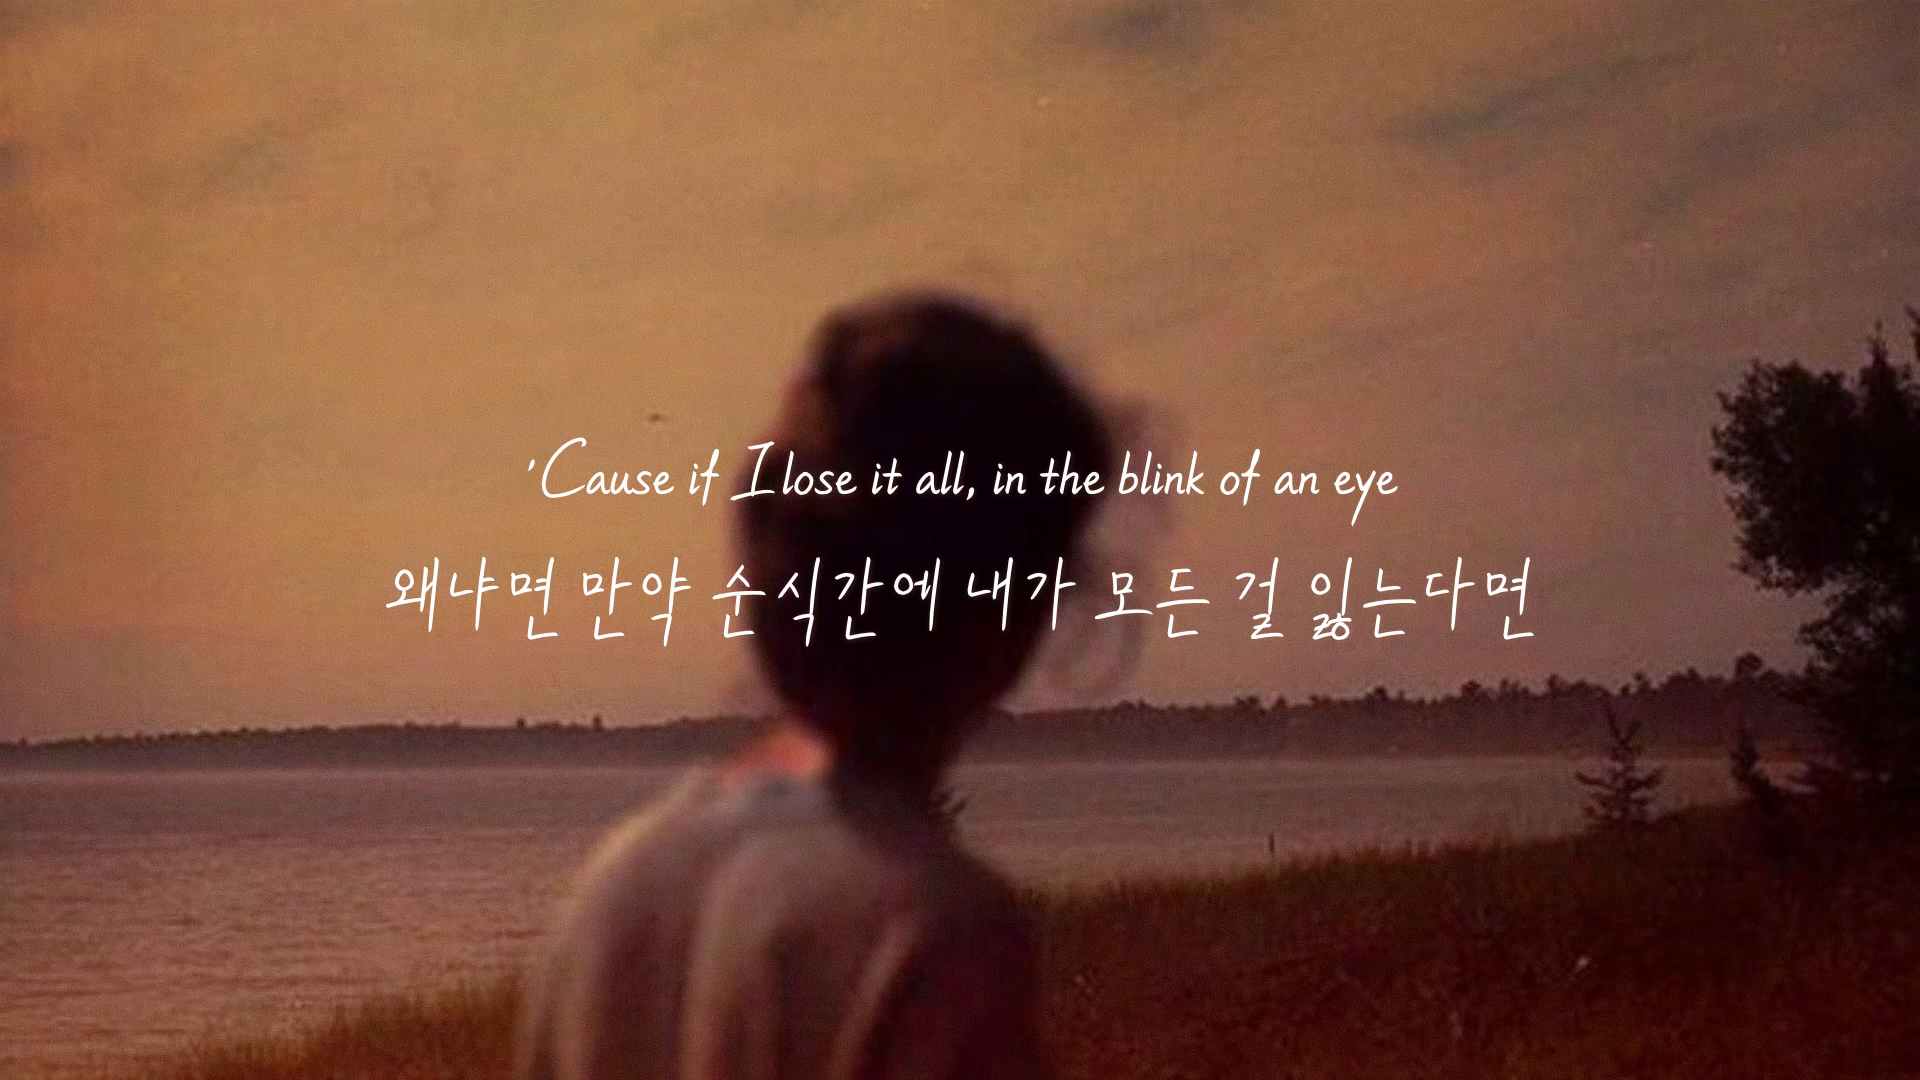 'Cause if I lose it all, in the blink of an eye
왜냐면 만약 순식간에 내가 모든 걸 잃는다면